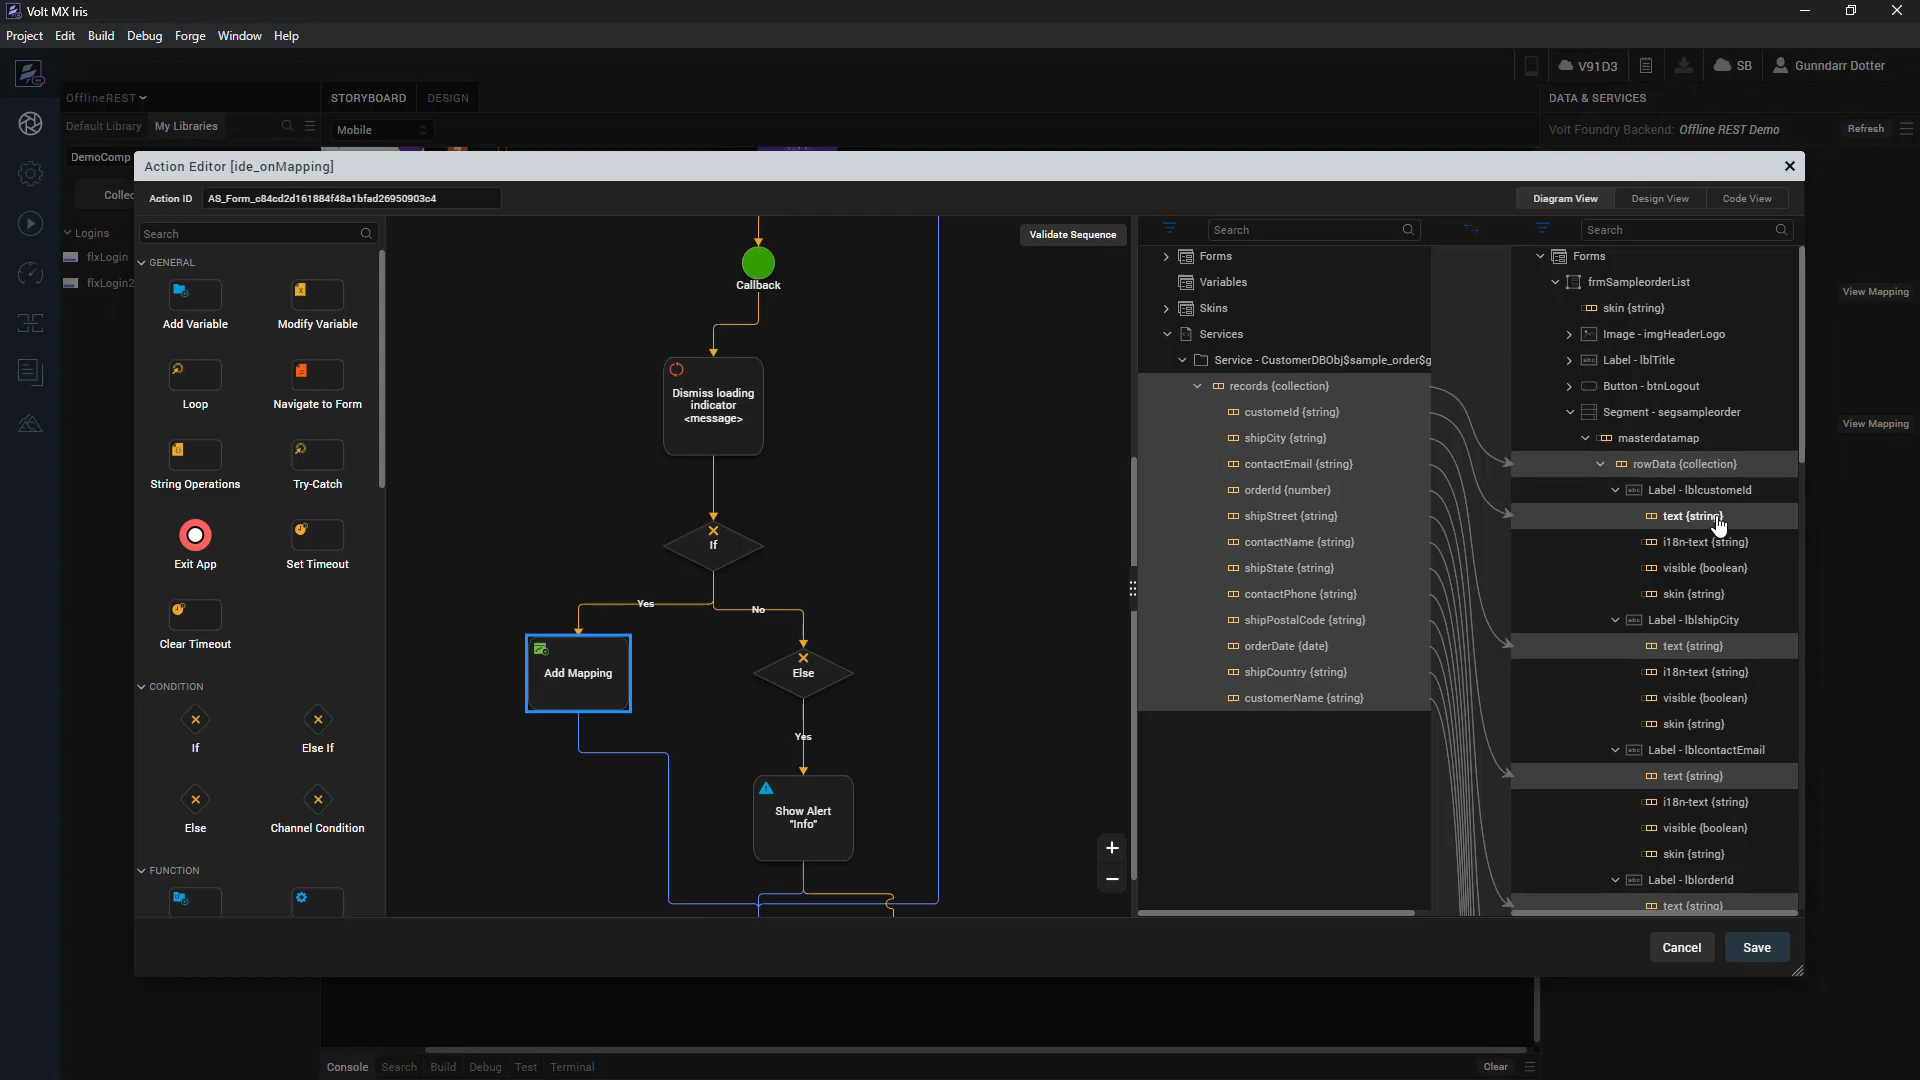 Volt MX Iris
Project Edit Build Debug Forge Window Help
V91D3 SB Gunndarr Dotter
OfflineREST STORYBOARD DESIGN DATA & SERVICES
Default Library My Libraries Mobile Volt Foundry Backend: Offline REST Demo Refresh
DemoComp
Collec
Logins
flxLogin
flxLogin2
View Mapping
View Mapping
Action Editor [ide_onMapping]
Action ID AS_Form_c84cd2d161884f48a1bfad26950903c4 Diagram View Design View Code View
Search
GENERAL
Add Variable Modify Variable
Loop Navigate to Form
String Operations Try-Catch
Exit App Set Timeout
Clear Timeout
CONDITION
If Else If
Else Channel Condition
FUNCTION
Validate Sequence
Callback
Dismiss loading
indicator
<message>
If
Yes No
Add Mapping
Else
Yes
Show Alert
"Info"
+
−
Search
Forms
Variables
Skins
Services
Service - CustomerDBObj$sample_order$g
records {collection}
customeId {string}
shipCity {string}
contactEmail {string}
orderId {number}
shipStreet {string}
contactName {string}
shipState {string}
contactPhone {string}
shipPostalCode {string}
orderDate {date}
shipCountry {string}
customerName {string}
Search
Forms
frmSampleorderList
skin {string}
Image - imgHeaderLogo
Label - lblTitle
Button - btnLogout
Segment - segsampleorder
masterdatamap
rowData {collection}
Label - lblcustomeId
text {string}
i18n-text {string}
visible {boolean}
skin {string}
Label - lblshipCity
text {string}
i18n-text {string}
visible {boolean}
skin {string}
Label - lblcontactEmail
text {string}
i18n-text {string}
visible {boolean}
skin {string}
Label - lblorderId
text {string}
Cancel Save
Console Search Build Debug Test Terminal Clear